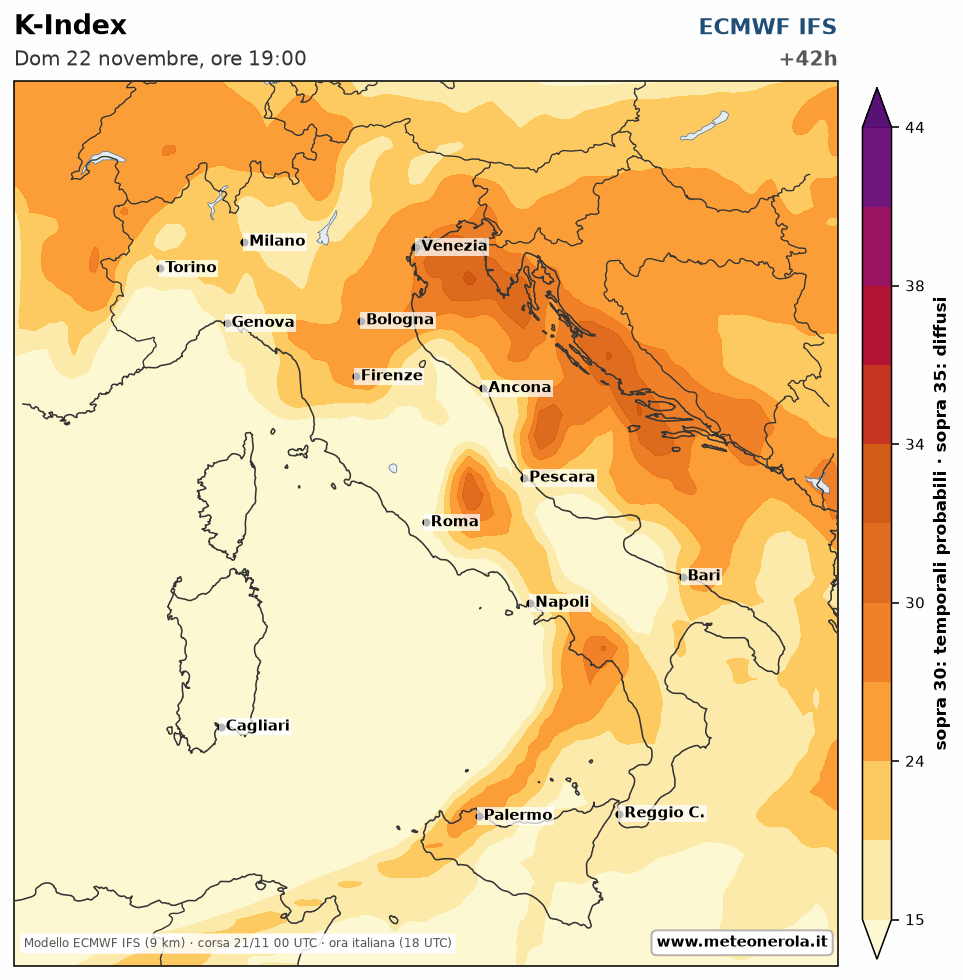 K-Index
ECMWF IFS
Dom 22 novembre, ore 19:00
+42h
Milano
Venezia
Torino
Genova
Bologna
Firenze
Ancona
Pescara
Roma
Bari
Napoli
Cagliari
Palermo
Reggio C.
44
38
34
30
24
15
sopra 30: temporali probabili · sopra 35: diffusi
Modello ECMWF IFS (9 km) · corsa 21/11 00 UTC · ora italiana (18 UTC)
www.meteonerola.it